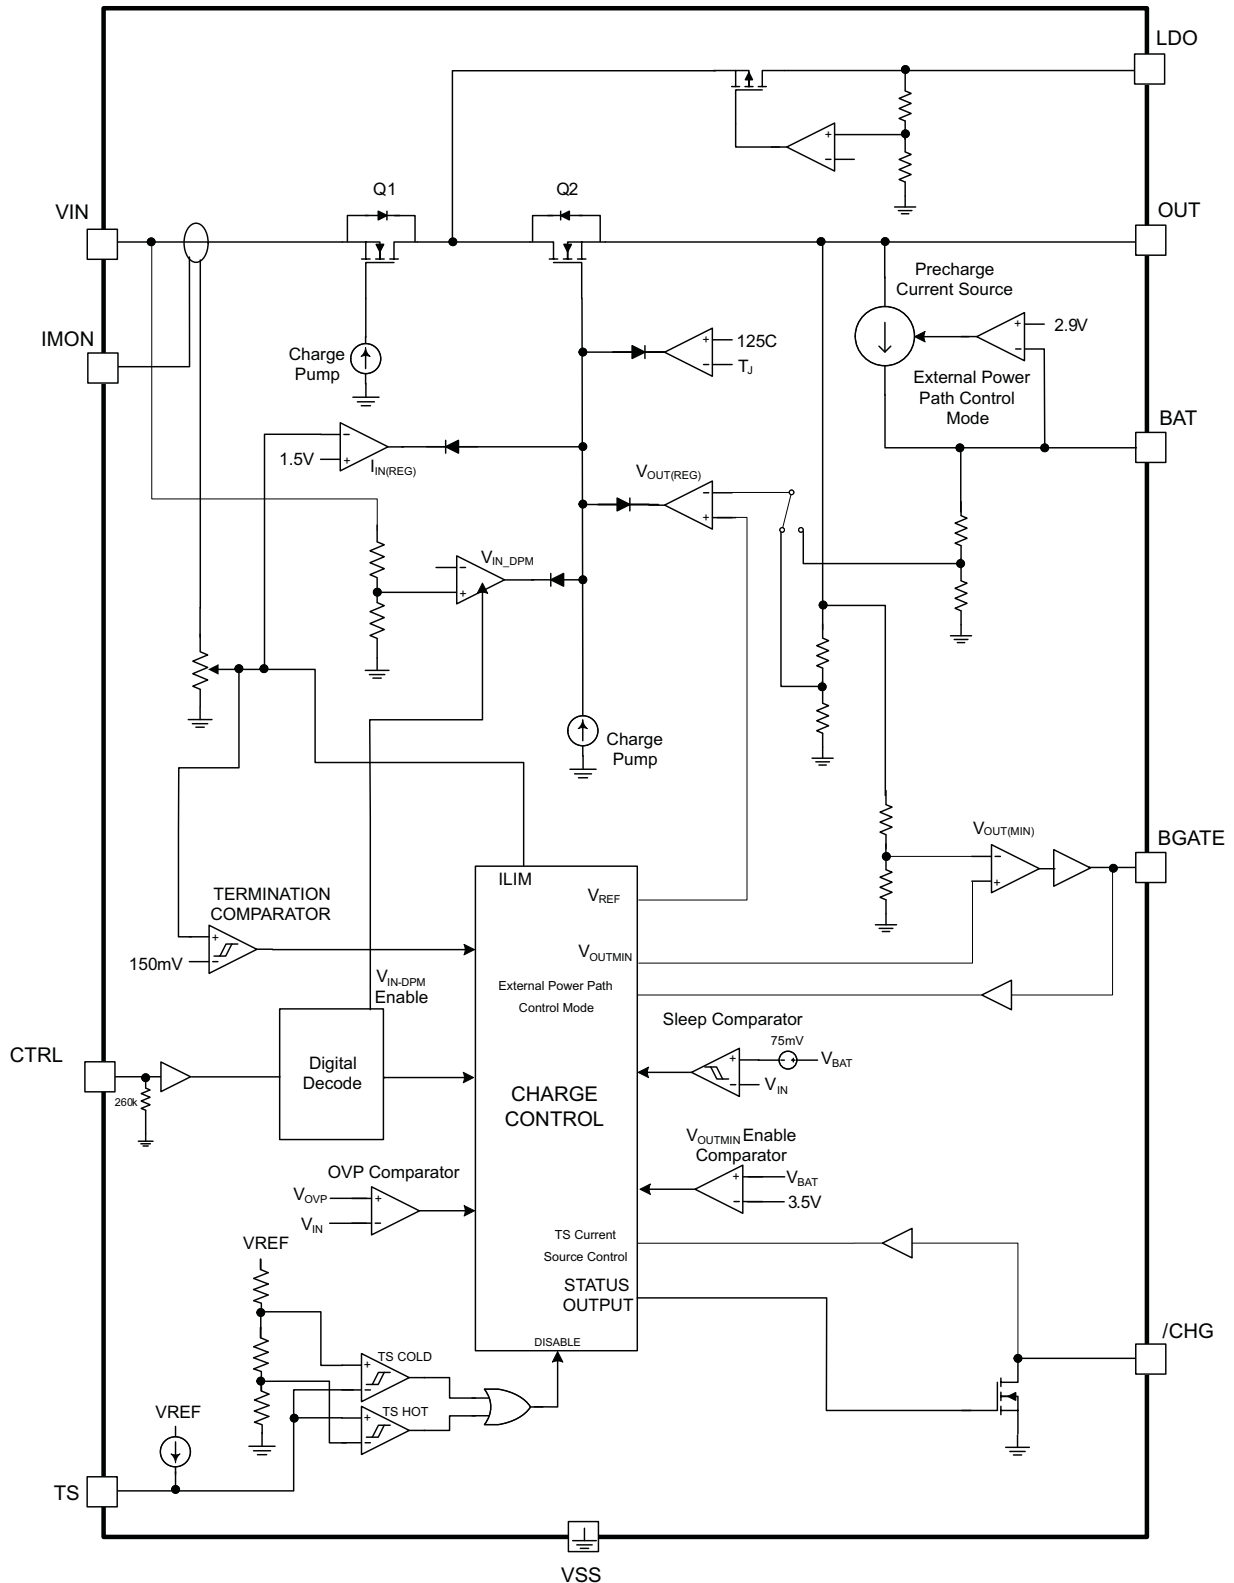 LDO
Q1
Q2
VIN
OUT
Precharge
Current Source
+
−
IMON
2.9V
+
−
Charge
Pump
125C
TJ
+
−
External Power
Path Control
Mode
BAT
1.5V
−
+
IIN(REG)
VOUT(REG)
−
+
VIN_DPM
−
+
Charge
Pump
VOUT(MIN)
−
+
BGATE
ILIM
VREF
TERMINATION
COMPARATOR
+
−
150mV
VOUTMIN
VIN-DPM
Enable
External Power Path
Control Mode
Sleep Comparator
75mV
VBAT
VIN
+
−
CTRL
260k
Digital
Decode
CHARGE
CONTROL
VOUTMIN Enable
Comparator
VBAT
3.5V
+
−
OVP Comparator
VOVP
VIN
+
−
TS Current
Source Control
VREF
STATUS
OUTPUT
DISABLE
/CHG
TS COLD
+
−
TS HOT
+
−
VREF
TS
VSS